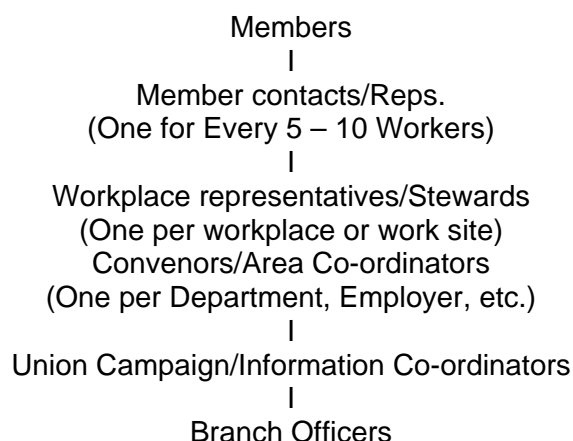 Members
I
Member contacts/Reps.
(One for Every 5 – 10 Workers)
I
Workplace representatives/Stewards
(One per workplace or work site)
Convenors/Area Co-ordinators
(One per Department, Employer, etc.)
I
Union Campaign/Information Co-ordinators
I
Branch Officers